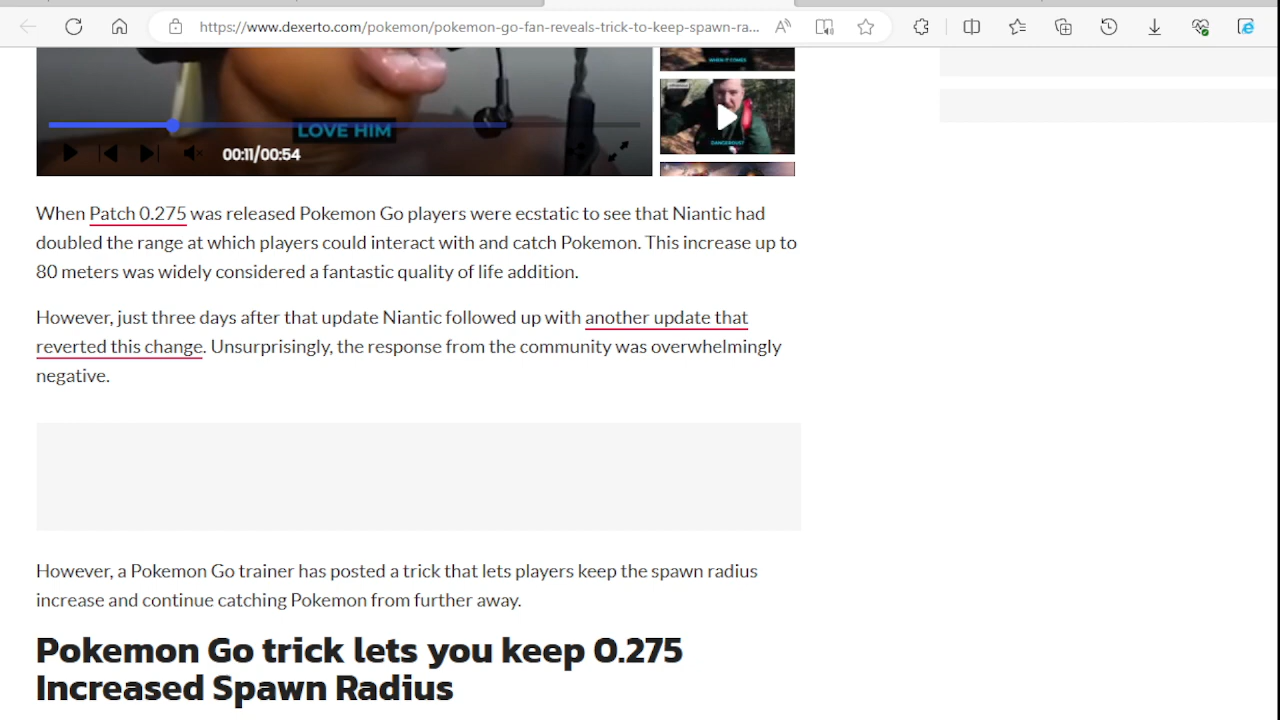 https://www.dexerto.com/pokemon/pokemon-go-fan-reveals-trick-to-keep-spawn-ra...
WHEN IT COMES
LOVE HIM
DANGEROUS?
00:11/00:54
When Patch 0.275 was released Pokemon Go players were ecstatic to see that Niantic had
doubled the range at which players could interact with and catch Pokemon. This increase up to
80 meters was widely considered a fantastic quality of life addition.
However, just three days after that update Niantic followed up with another update that
reverted this change. Unsurprisingly, the response from the community was overwhelmingly
negative.
However, a Pokemon Go trainer has posted a trick that lets players keep the spawn radius
increase and continue catching Pokemon from further away.
Pokemon Go trick lets you keep 0.275
Increased Spawn Radius